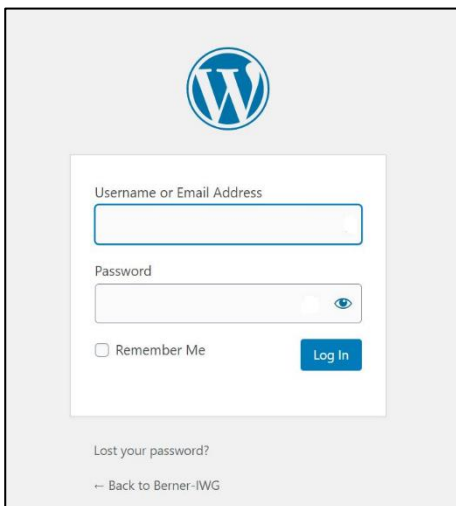 Username or Email Address
Password
Remember Me
Log In
Lost your password?
← Back to Berner-IWG